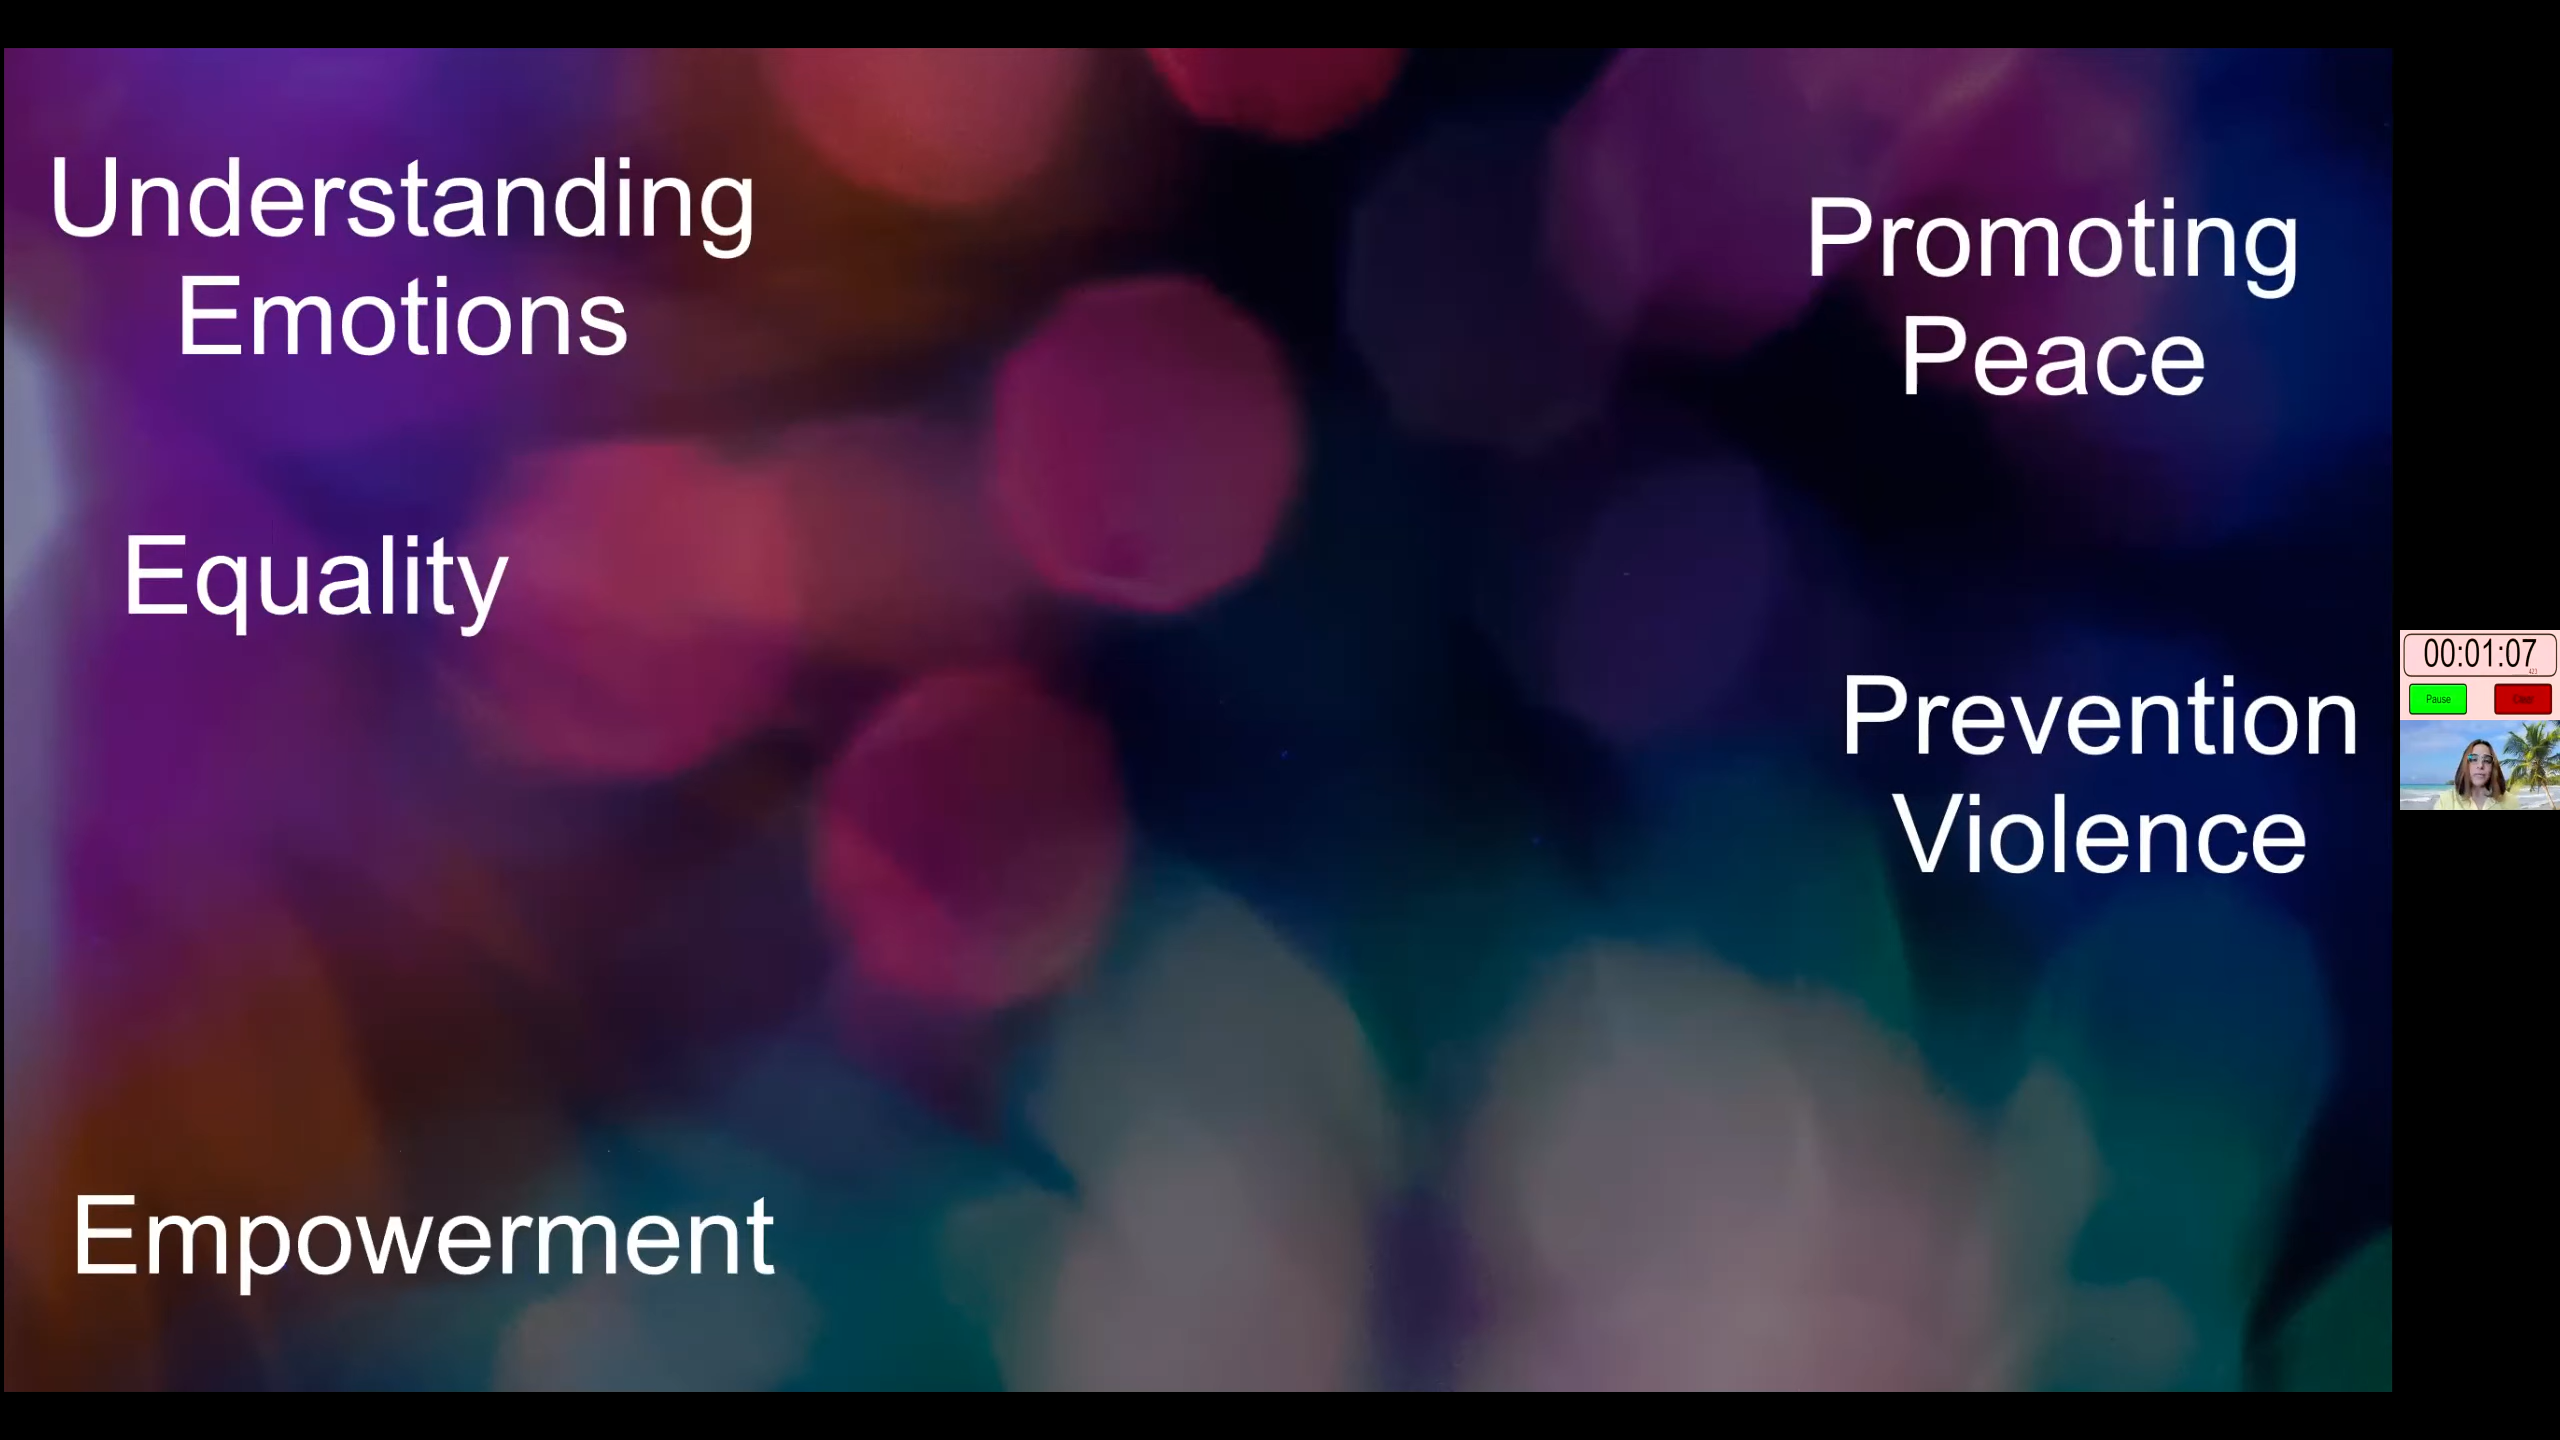 Understanding
Emotions
Promoting
Peace
Equality
Prevention
Violence
Empowerment
00:01:07
Pause